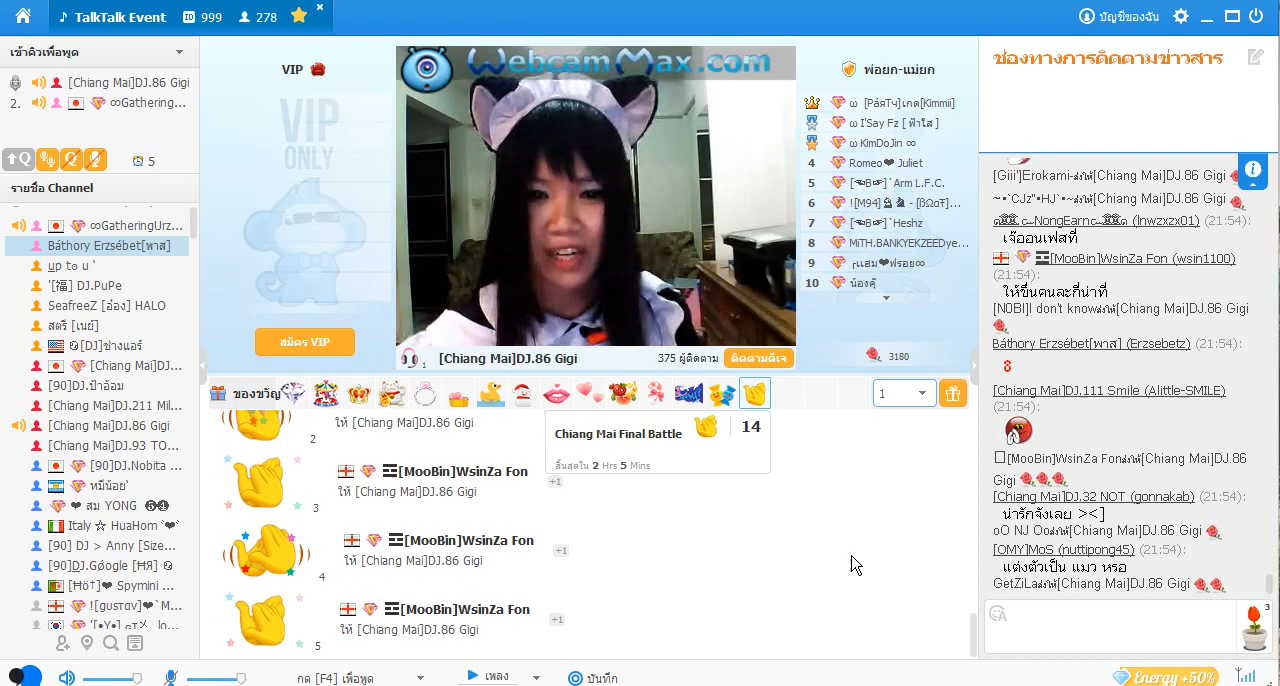 TalkTalk Event
999
278
บัญชีของฉัน
เข้าคิวเพื่อพูด
[Chiang Mai]DJ.86 Gigi
2. ∞Gathering...
Q
Q
5
รายชื่อ Channel
∞GatheringUrz...
Báthory Erzsébet[พาส]
'[福] DJ.PuPe
SeafreeZ [อ๋อง] HALO
สตรี [เนย์]
[DJ]ช่างแอร์
[Chiang Mai]DJ...
[90]DJ.ป้าอ้อม
[Chiang Mai]DJ.211 Mil...
[Chiang Mai]DJ.86 Gigi
[Chiang Mai]DJ.93 TO...
[90]DJ.Nobita ...
หมีน้อย`
❤ สม YONG
Italy ☆ HuaHom `❤'
[90] DJ > Anny [Size...
VIP
VIP
ONLY
สมัคร VIP
WebcamMax.com
1
[Chiang Mai]DJ.86 Gigi
375 ผู้ติดตาม
ติดตามดีเจ
พ่อยก-แม่ยก
ω I'Say Fz [ ฟ้าใส ]
ω KimDoJin ∞
4 Romeo❤ Juliet
5 `Arm L.F.C.
6
7 `Heshz
8 MiTH.BANKYEKZEEDye...
9
10 น้องคุ๊
3180
ของขวัญ
1
2 ให้ [Chiang Mai]DJ.86 Gigi
Chiang Mai Final Battle
14
สิ้นสุดใน 2 Hrs 5 Mins
[MooBin]WsinZa Fon
+1
ให้ [Chiang Mai]DJ.86 Gigi
3
[MooBin]WsinZa Fon
+1
ให้ [Chiang Mai]DJ.86 Gigi
4
[MooBin]WsinZa Fon
+1
ให้ [Chiang Mai]DJ.86 Gigi
5
ช่องทางการติดตามข่าวสาร
[Giii']Erokami-ส่งให้[Chiang Mai]DJ.86 Gigi
~•`CJz"•HJ`•~ส่งให้[Chiang Mai]DJ.86 Gigi
NongEarn (lnwzxzx01) (21:54):
เจ๊ออนเฟสที่
[MooBin]WsinZa Fon (wsin1100)
(21:54):
ให้ขึ้นคนละกี่น่าที่
[N0BI]I don't knowส่งให้[Chiang Mai]DJ.86 Gigi
Báthory Erzsébet[พาส] (Erzsebetz) (21:54):
8
[Chiang Mai]DJ.111 Smile (Alittle-SMILE)
(21:54):
[MooBin]WsinZa Fonส่งให้[Chiang Mai]DJ.86
Gigi
[Chiang Mai]DJ.32 NOT (gonnakab) (21:54):
น่ารักจังเลย ><]
oO NJ Ooส่งให้[Chiang Mai]DJ.86 Gigi
[OMY]MoS (nuttipong45) (21:54):
แต่งตัวเป็น แมว หรอ
GetZiLaส่งให้[Chiang Mai]DJ.86 Gigi
3
กด [F4] เพื่อพูด
เพลง
บันทึก
Energy +50%